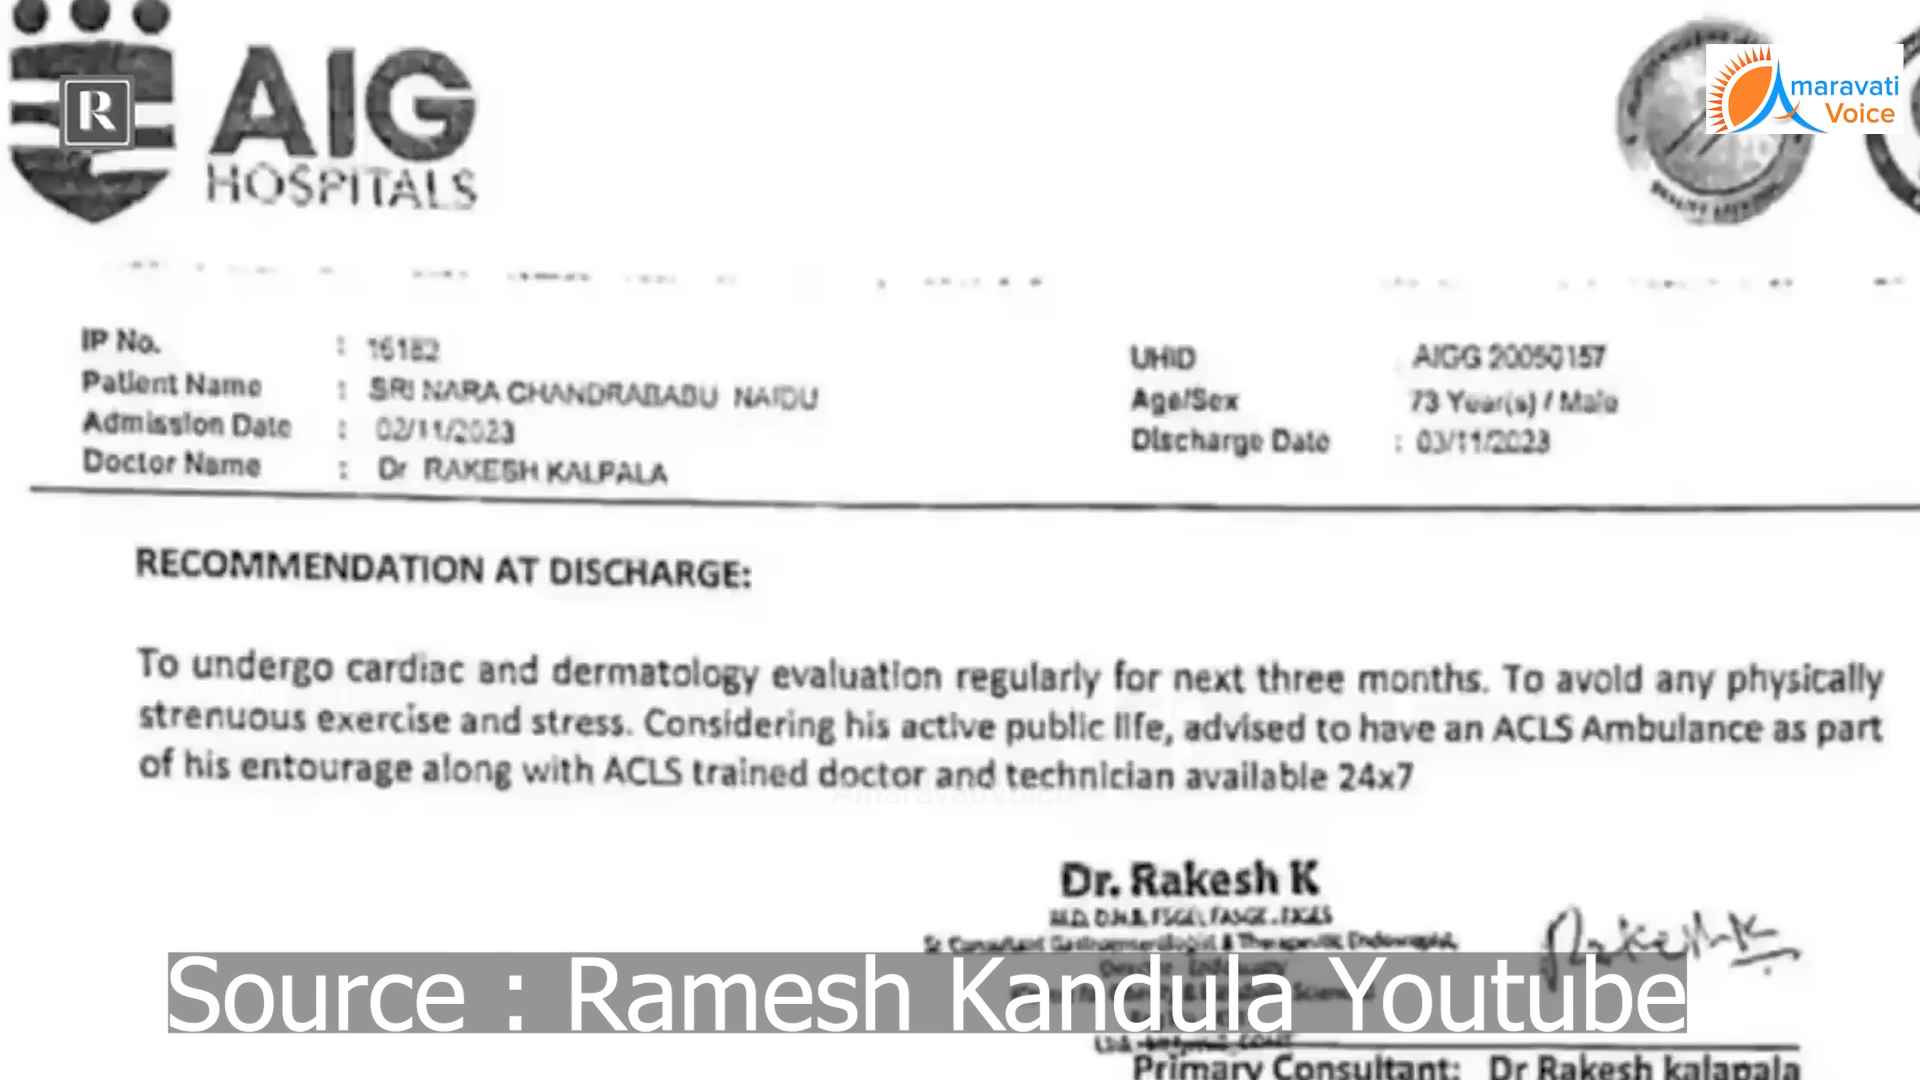 R
AIG
HOSPITALS
Amaravati
Voice
IP No. : 16182
UHID AIGG 20050157
Patient Name : SRI NARA CHANDRABABU NAIDU
Age/Sex 73 Year(s) / Male
Admission Date : 02/11/2023
Discharge Date : 03/11/2023
Doctor Name : Dr RAKESH KALPALA
RECOMMENDATION AT DISCHARGE:
To undergo cardiac and dermatology evaluation regularly for next three months. To avoid any physically
strenuous exercise and stress. Considering his active public life, advised to have an ACLS Ambulance as part
of his entourage along with ACLS trained doctor and technician available 24x7
AmaravatiVoice
Dr. Rakesh K
Rakesh K
Source : Ramesh Kandula Youtube
Primary Consultant: Dr Rakesh kalapala